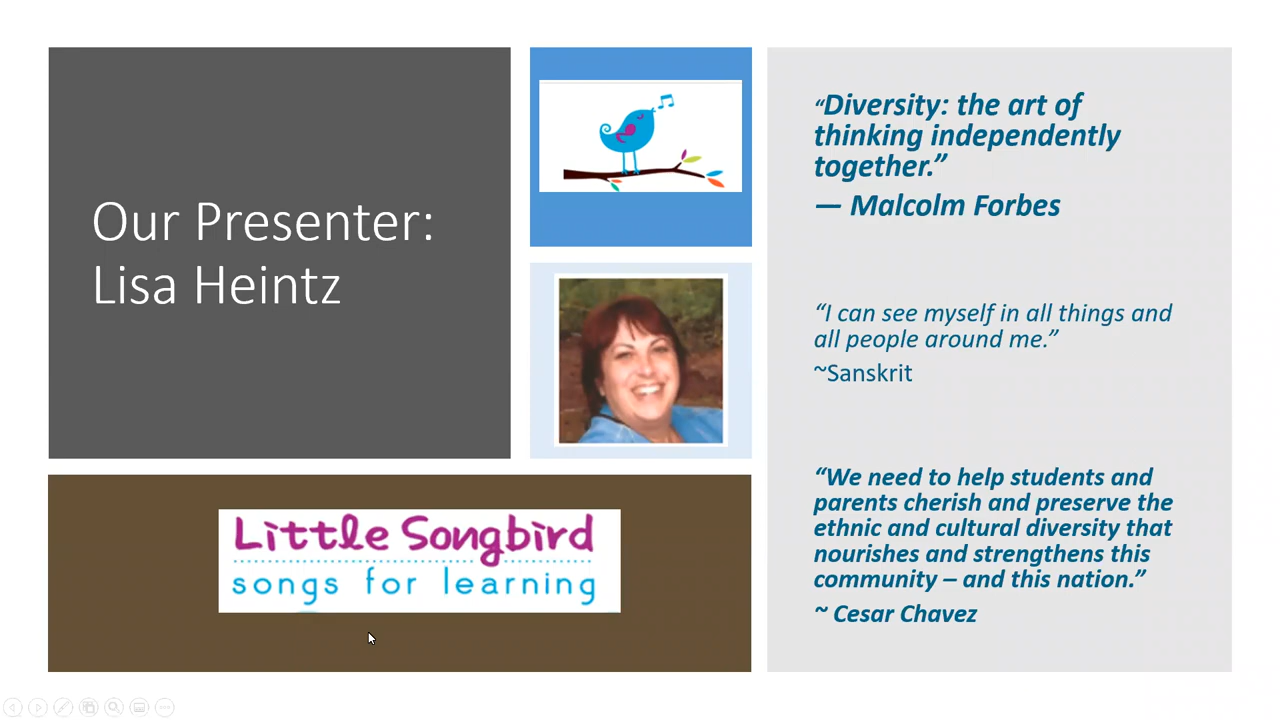 Our Presenter:
Lisa Heintz
Little Songbird
songs for learning
“Diversity: the art of
thinking independently
together.”
— Malcolm Forbes
“I can see myself in all things and
all people around me.”
~Sanskrit
“We need to help students and
parents cherish and preserve the
ethnic and cultural diversity that
nourishes and strengthens this
community – and this nation.”
~ Cesar Chavez